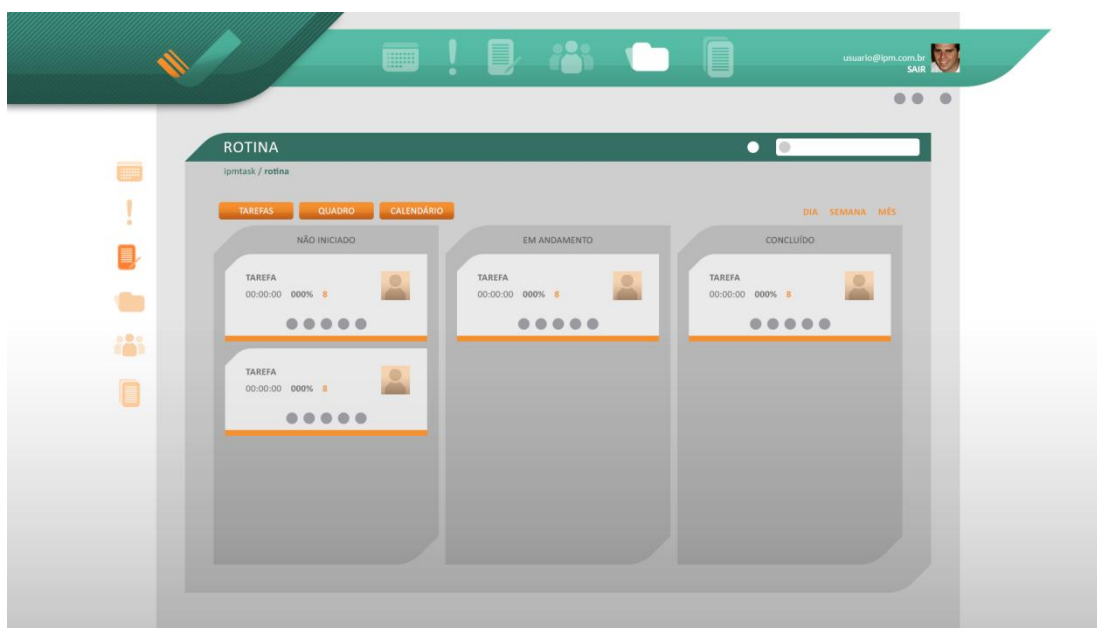 usuario@ipm.com.br
SAIR
ROTINA
ipmtask / rotina
TAREFAS QUADRO CALENDÁRIO DIA SEMANA MÊS
NÃO INICIADO
TAREFA
00:00:00 000% 8
TAREFA
00:00:00 000% 8
EM ANDAMENTO
TAREFA
00:00:00 000% 8
CONCLUÍDO
TAREFA
00:00:00 000% 8